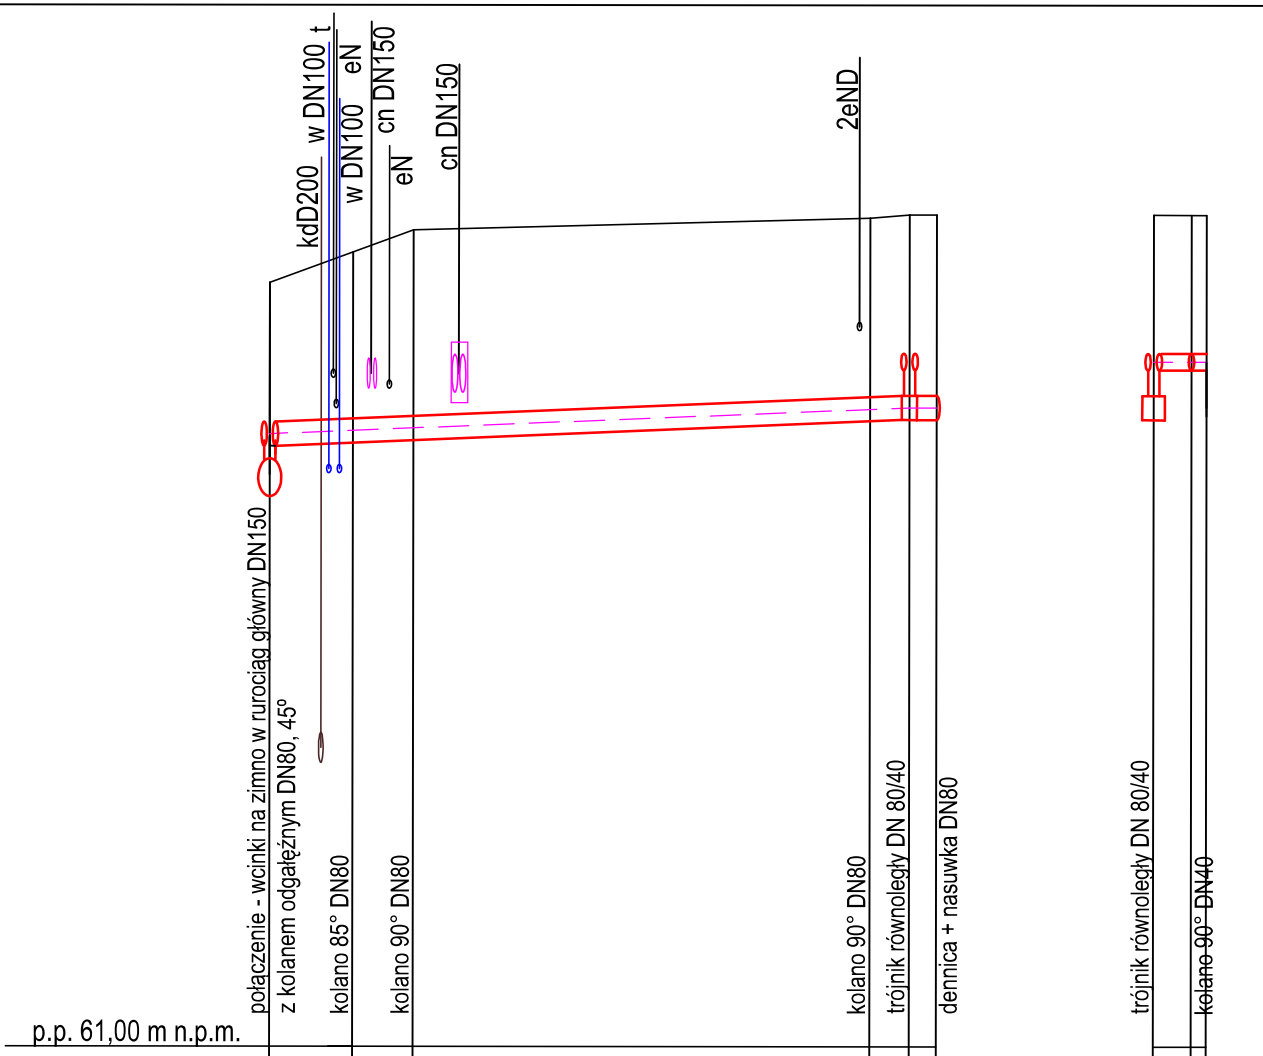 kdD200
w DN100
t
eN
w DN100
cn DN150
eN
cn DN150
2eND
połączenie - wcinki na zimno w rurociąg główny DN150
z kolanem odgałęźnym DN80, 45º
kolano 85° DN80
kolano 90° DN80
kolano 90° DN80
trójnik równoległy DN 80/40
dennica + nasuwka DN80
trójnik równoległy DN 80/40
kolano 90° DN40
p.p. 61,00 m n.p.m.